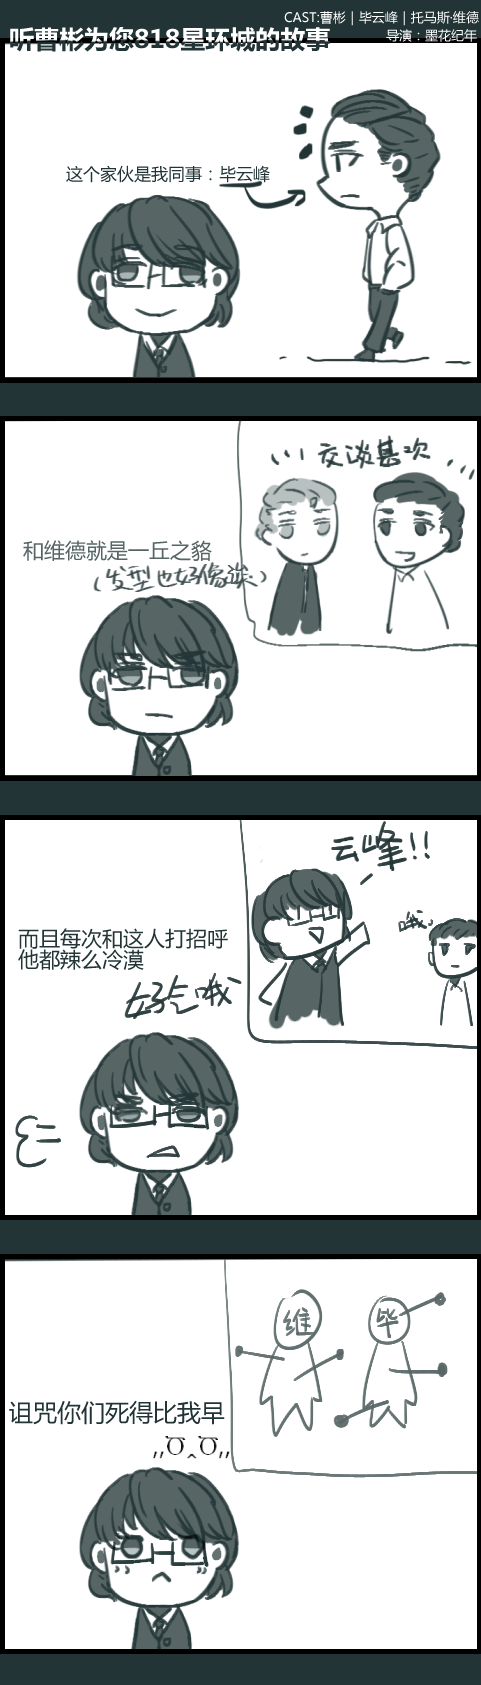 CAST:曹彬｜毕云峰｜托马斯·维德
听曹彬为您818星环城的故事
导演：墨花纪年
这个家伙是我同事：毕云峰
交谈甚欢
和维德就是一丘之貉
(发型也好像诶)
云峰!!
哦。
而且每次和这人打招呼
他都辣么冷漠
好气哦
维
毕
诅咒你们死得比我早